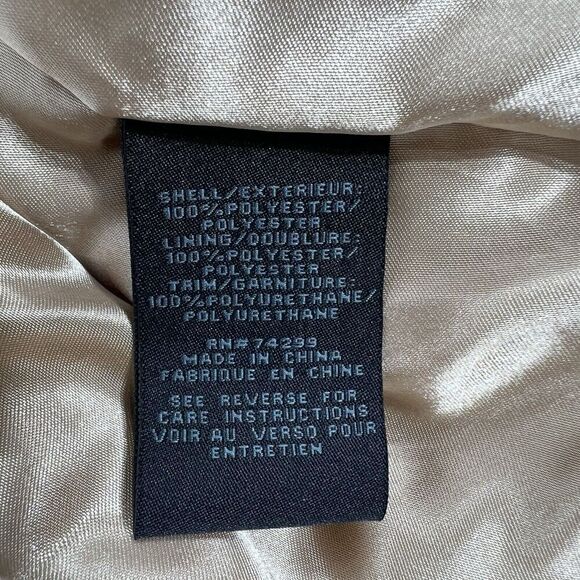 SHELL/EXTERIEUR:
100%POLYESTER/
POLYESTER
LINING/DOUBLURE:
100%POLYESTER/
POLYESTER
TRIM/GARNITURE:
100%POLYURETHANE/
POLYURETHANE
RN#74299
MADE IN CHINA
FABRIQUE EN CHINE
SEE REVERSE FOR
CARE INSTRUCTIONS
VOIR AU VERSO POUR
ENTRETIEN